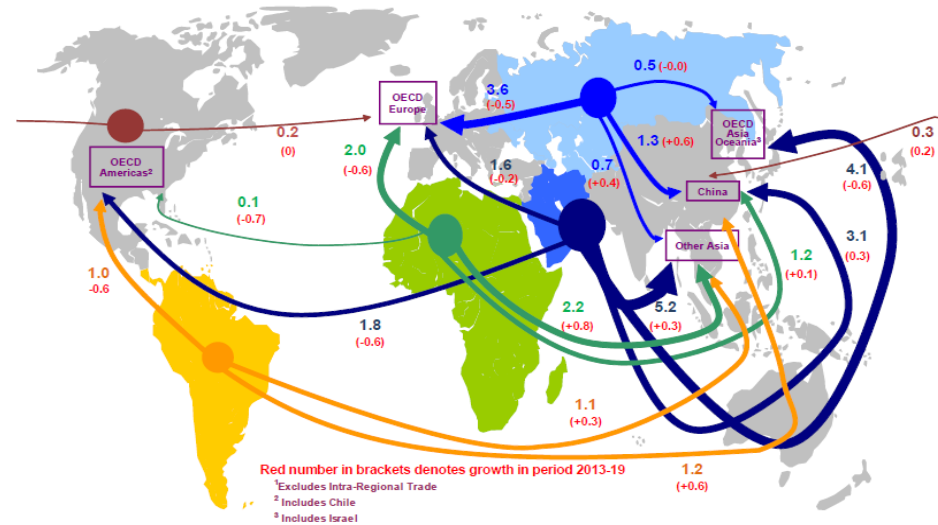 0.5 (-0.0)
3.6
(-0.5)
OECD
Europe
OECD
Asia
Oceania3
0.3
(0.2)
0.2
(0)
1.3 (+0.6)
2.0
(-0.6)
1.6
(-0.2)
0.7
(+0.4)
4.1
(-0.6)
OECD
Americas2
China
0.1
(-0.7)
Other Asia
3.1
(0.3)
1.2
(+0.1)
1.0
-0.6
2.2
(+0.8)
5.2
(+0.3)
1.8
(-0.6)
1.1
(+0.3)
1.2
(+0.6)
Red number in brackets denotes growth in period 2013-19
1Excludes Intra-Regional Trade
2 Includes Chile
3 Includes Israel